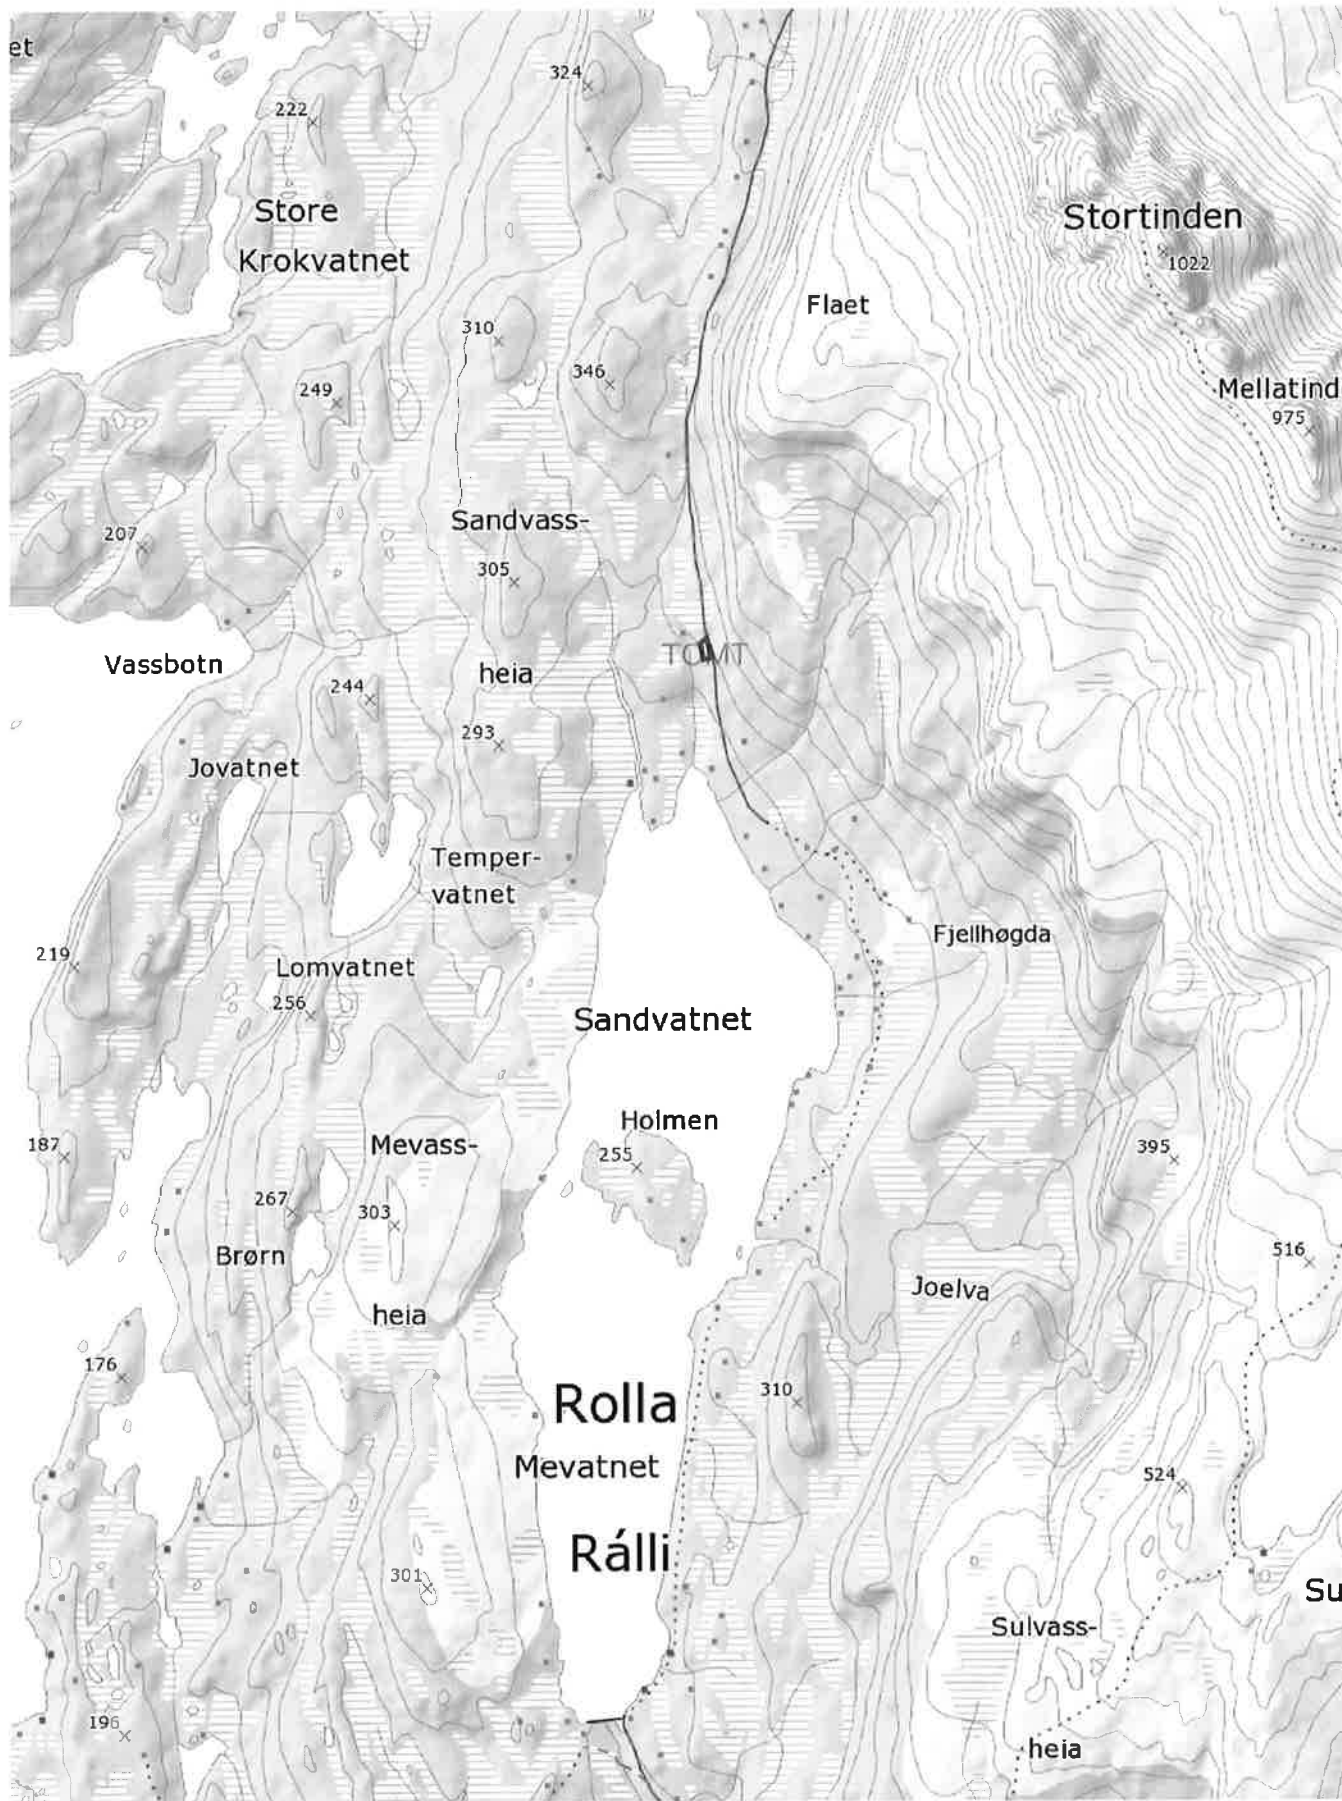 et
324
222
Store
Krokvatnet
Stortinden
1022
Flaet
310
346
249
Mellatind
975
Sandvass-
207
305
TOMT
Vassbotn
heia
244
293
Jovatnet
Temper-
vatnet
219
Lomvatnet
256
Fjellhøgda
Sandvatnet
Holmen
255
187
Mevass-
395
267
303
Brørn
516
heia
Joelva
176
310
Rolla
Mevatnet
524
Rálli
301
Su
Sulvass-
196
heia